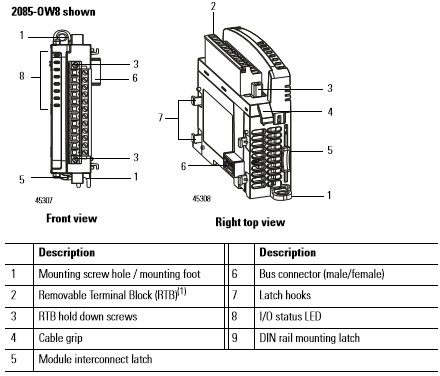 2085-OW8 shown
1
8
3
6
3
5
1
45307
Front view
2
3
4
7
5
6
1
45308
Right top view
Description Description
1 Mounting screw hole / mounting foot 6 Bus connector (male/female)
2 Removable Terminal Block (RTB)(1) 7 Latch hooks
3 RTB hold down screws 8 I/O status LED
4 Cable grip 9 DIN rail mounting latch
5 Module interconnect latch